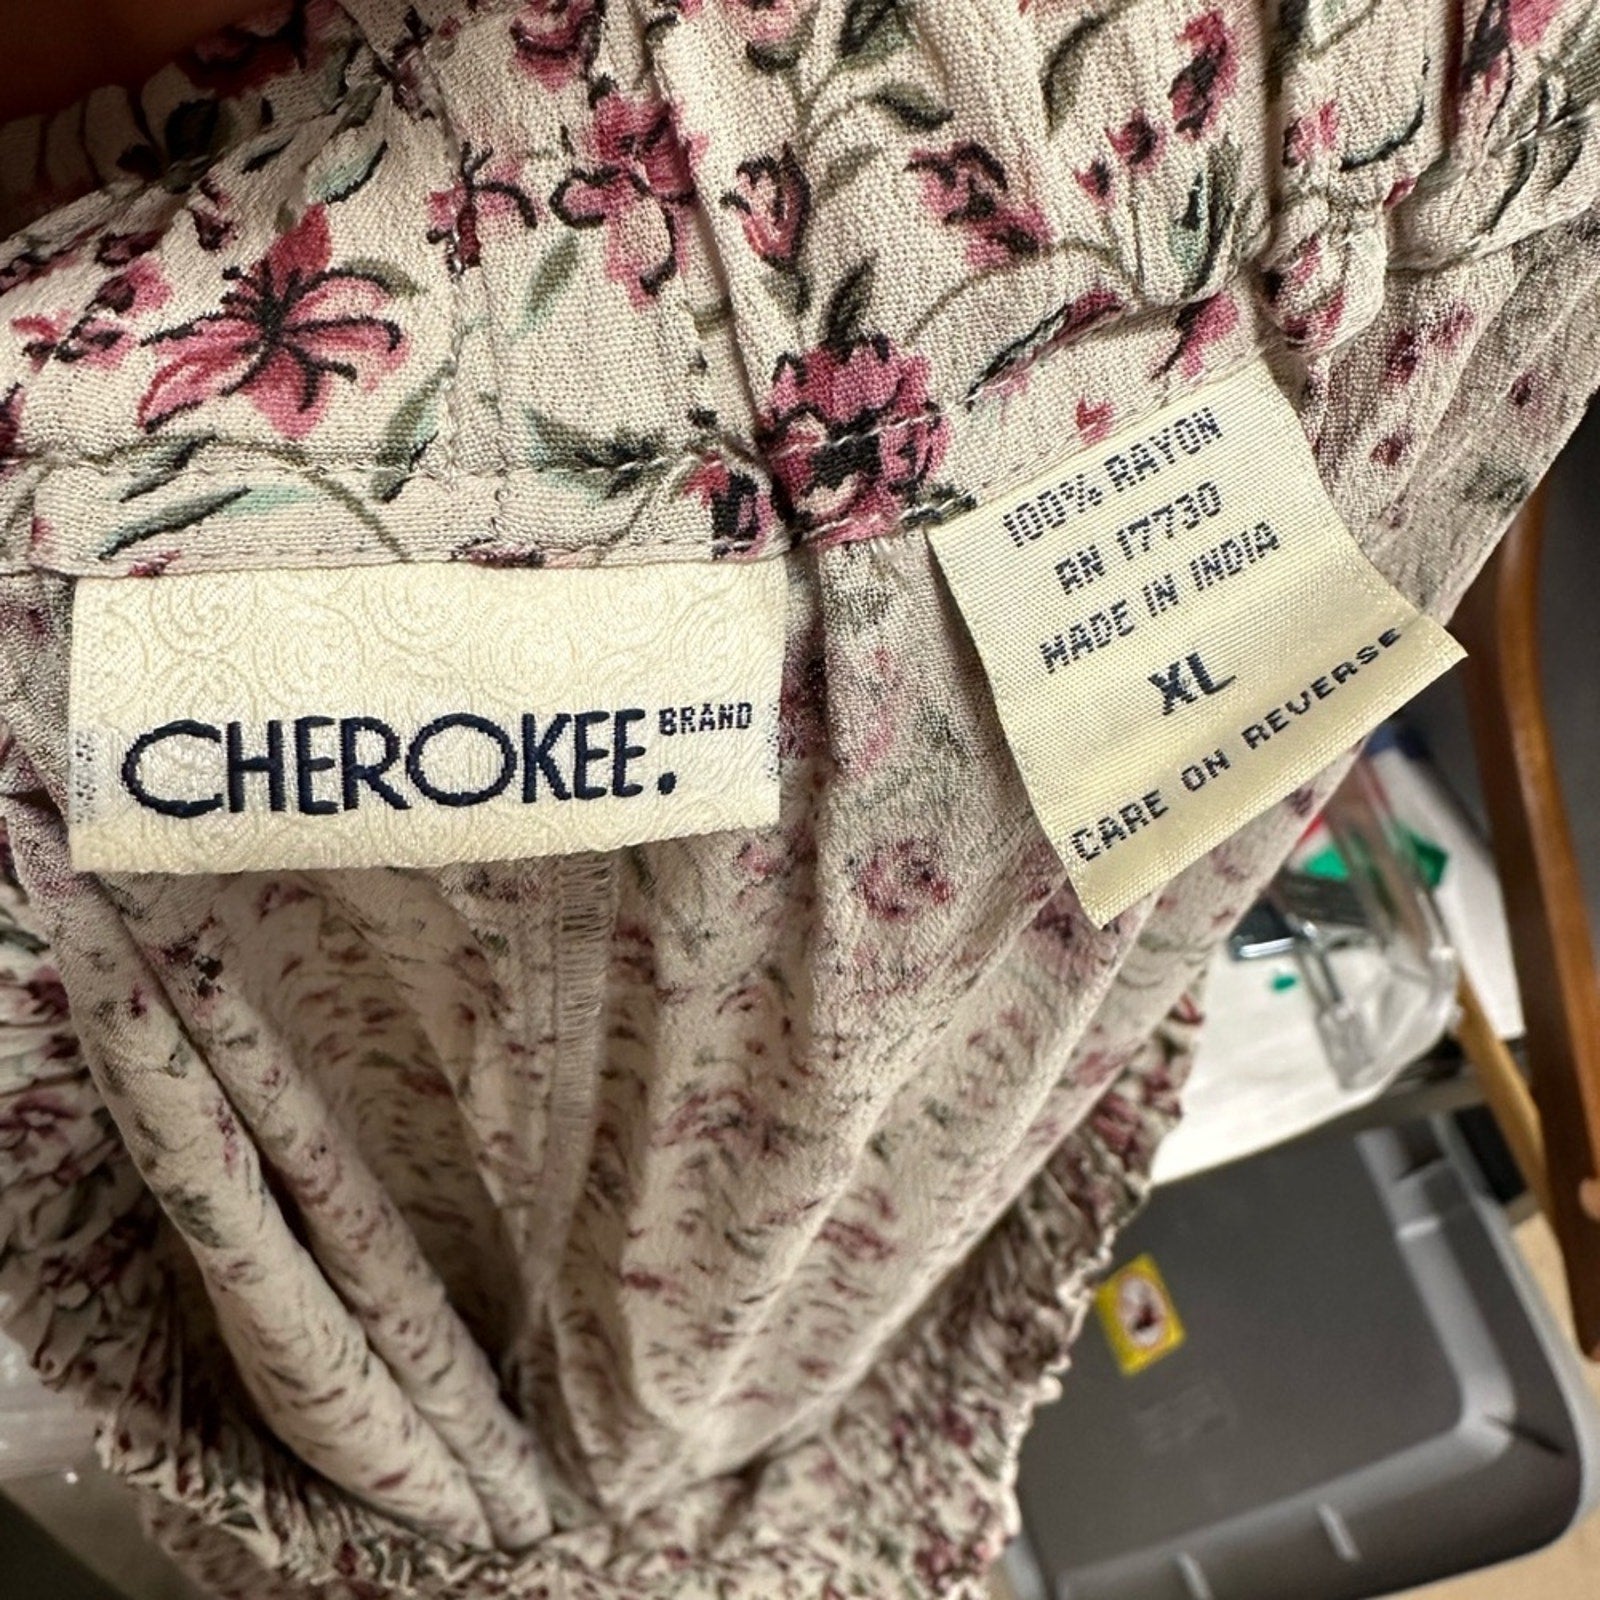 CHEROKEE. BRAND
100% RAYON
RN 17730
MADE IN INDIA
XL
CARE ON REVERSE